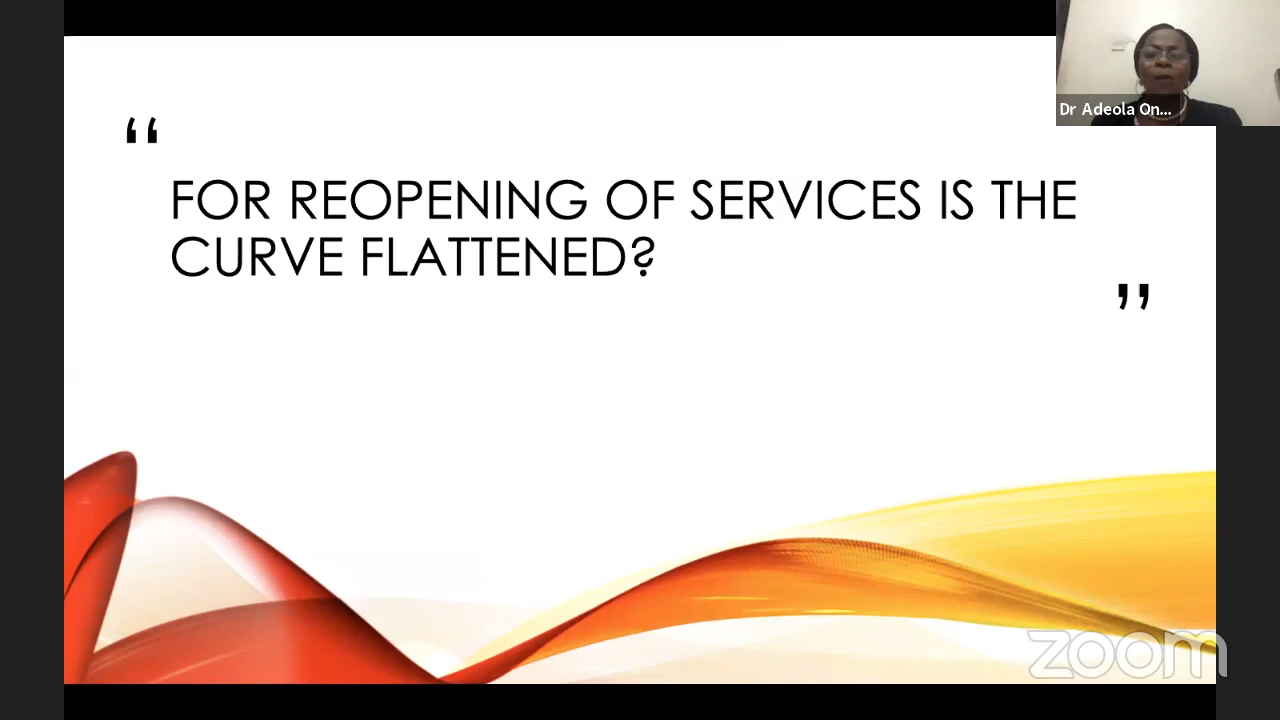 Dr Adeola On...
“
FOR REOPENING OF SERVICES IS THE
CURVE FLATTENED?
”
zoom